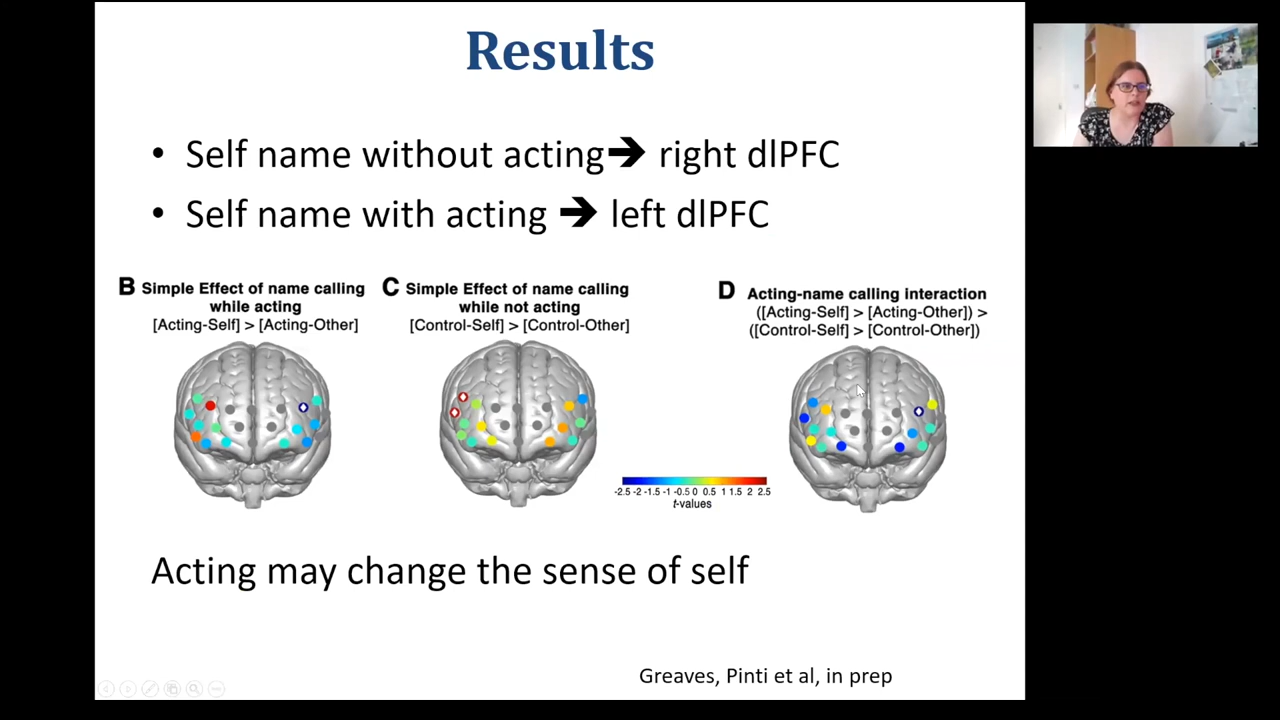 Results
• Self name without acting➔ right dlPFC
• Self name with acting ➔ left dlPFC
B Simple Effect of name calling
while acting
[Acting-Self] > [Acting-Other]
C Simple Effect of name calling
while not acting
[Control-Self] > [Control-Other]
D Acting-name calling interaction
([Acting-Self] > [Acting-Other]) >
([Control-Self] > [Control-Other])
-2.5 -2 -1.5 -1 -0.5 0 0.5 1 1.5 2 2.5
t-values
Acting may change the sense of self
Greaves, Pinti et al, in prep